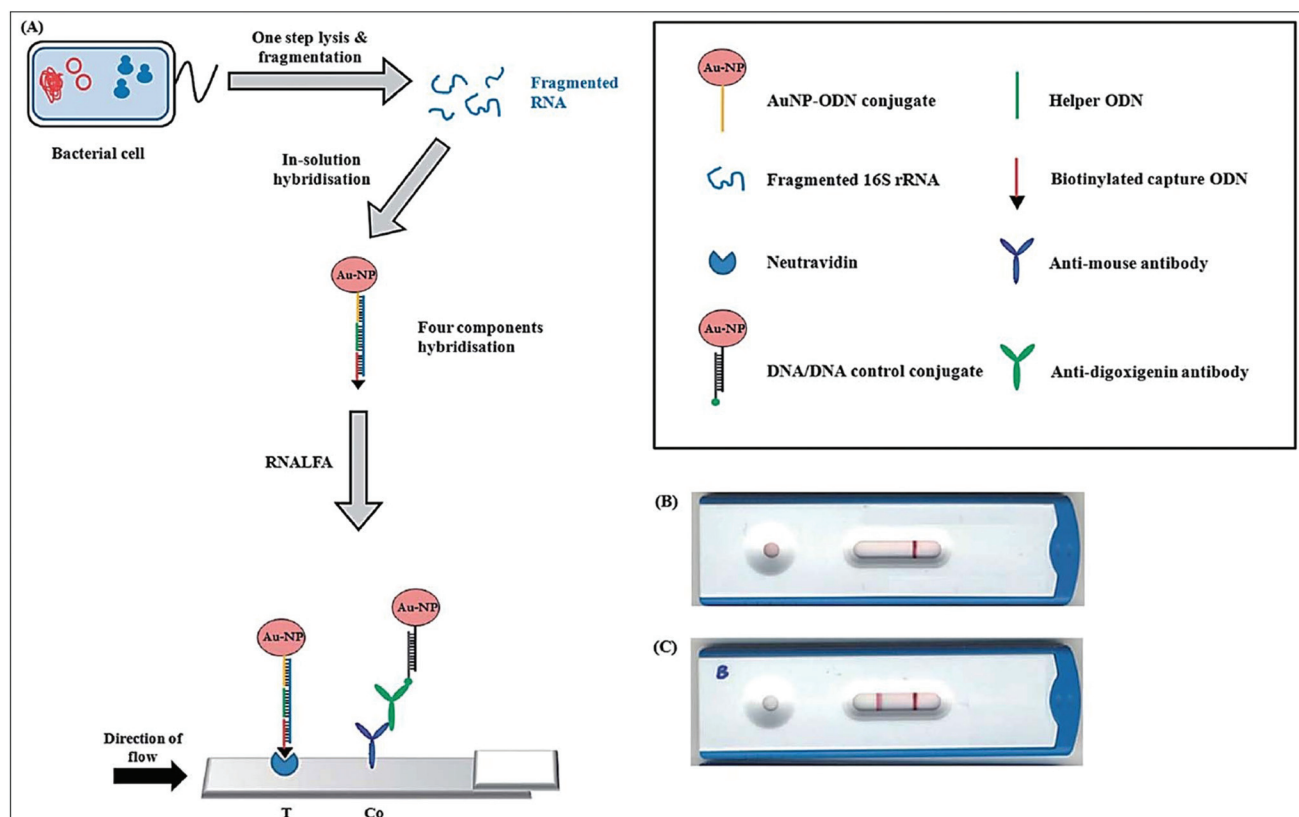 (A)
One step lysis &
fragmentation
Fragmented
RNA
Bacterial cell
In-solution
hybridisation
Au-NP
Four components
hybridisation
RNALFA
Au-NP
Au-NP
Direction of
flow
T
Co
Au-NP
AuNP-ODN conjugate
Helper ODN
Fragmented 16S rRNA
Biotinylated capture ODN
Neutravidin
Anti-mouse antibody
Au-NP
DNA/DNA control conjugate
Anti-digoxigenin antibody
(B)
(C)
B